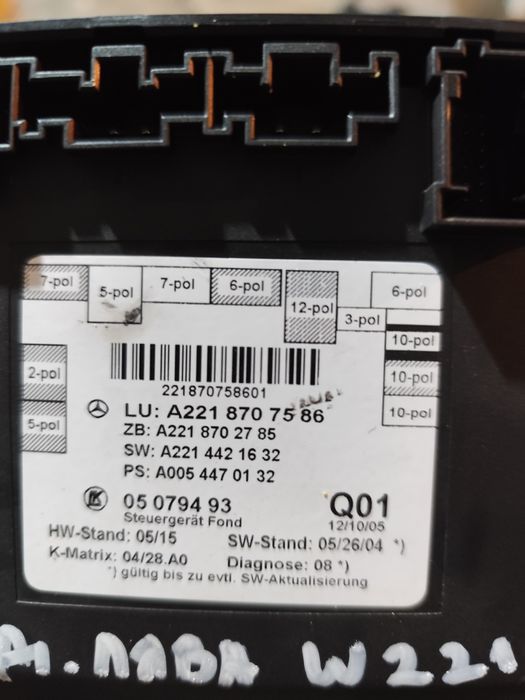 7-pol
5-pol
7-pol
6-pol
12-pol
3-pol
6-pol
10-pol
10-pol
10-pol
2-pol
5-pol
221870758601
LU: A221 870 75 86
ZB: A221 870 27 85
SW: A221 442 16 32
PS: A005 447 01 32
05 0794 93
Steuergerät Fond
Q01
12/10/05
HW-Stand: 05/15
SW-Stand: 05/26/04 *)
K-Matrix: 04/28.A0
Diagnose: 08 *)
*) gültig bis zu evtl. SW-Aktualisierung
ЛЯВА W221